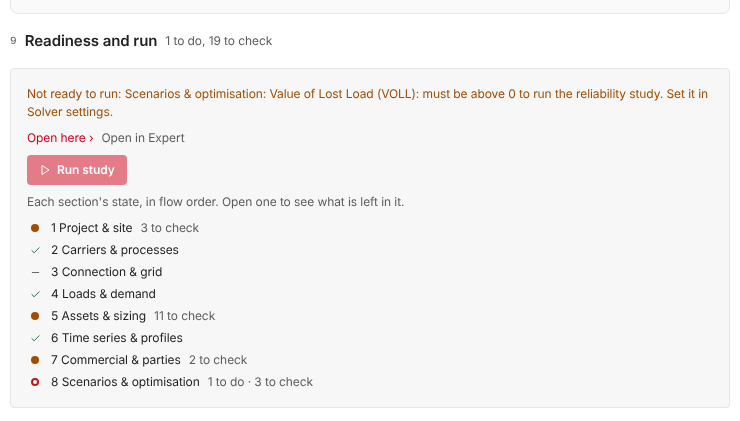 9 Readiness and run 1 to do, 19 to check
Not ready to run: Scenarios & optimisation: Value of Lost Load (VOLL): must be above 0 to run the reliability study. Set it in
Solver settings.
Open here › Open in Expert
Run study
Each section's state, in flow order. Open one to see what is left in it.
1 Project & site 3 to check
2 Carriers & processes
3 Connection & grid
4 Loads & demand
5 Assets & sizing 11 to check
6 Time series & profiles
7 Commercial & parties 2 to check
8 Scenarios & optimisation 1 to do · 3 to check